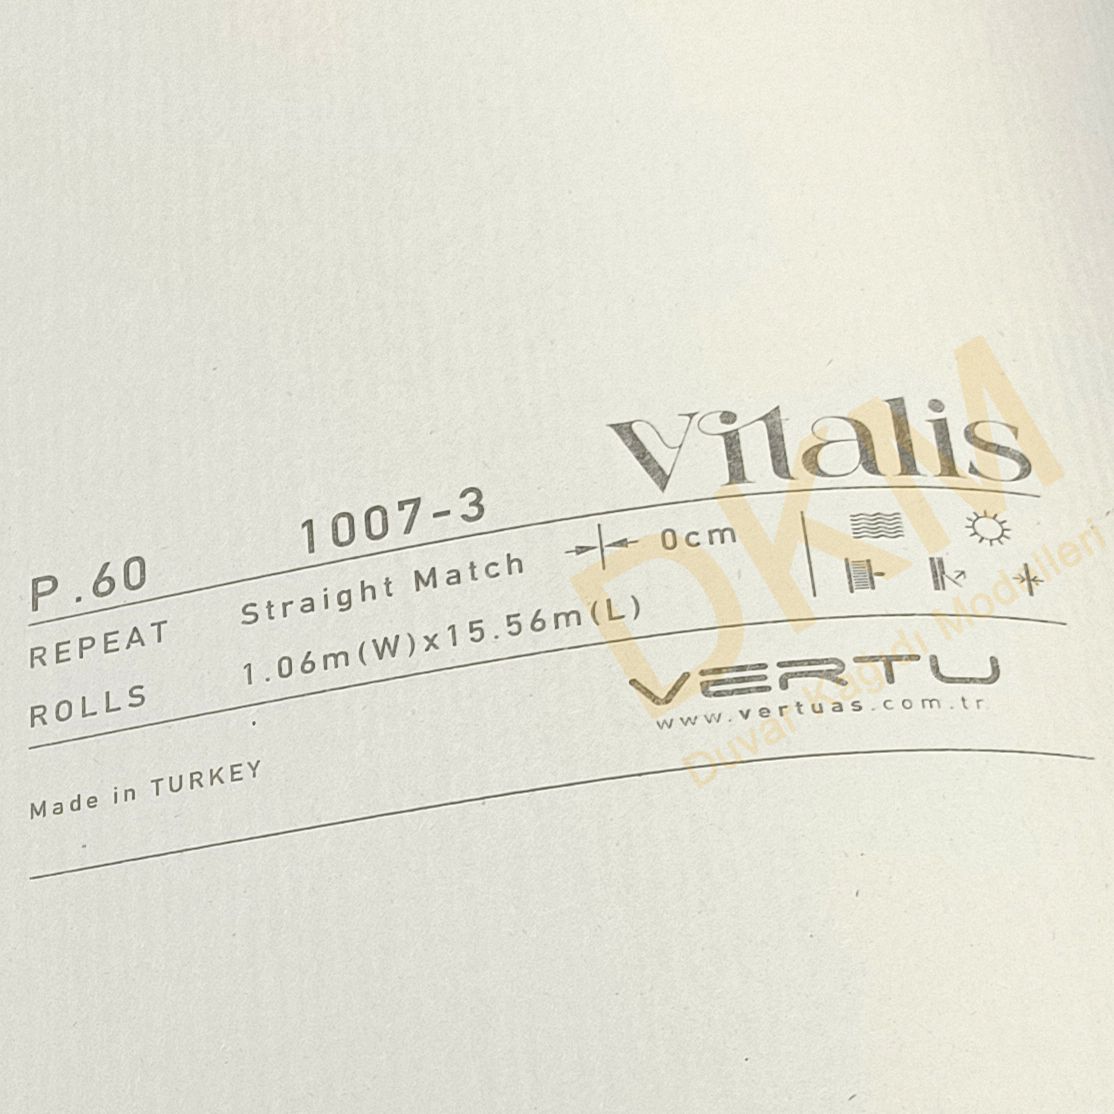 Vitalis
P.60 1007-3
REPEAT Straight Match 0cm
ROLLS 1.06m(W)x15.56m(L)
VERTU
www.vertuas.com.tr
Made in TURKEY
DKM
Duvar Kağıdı Modelleri